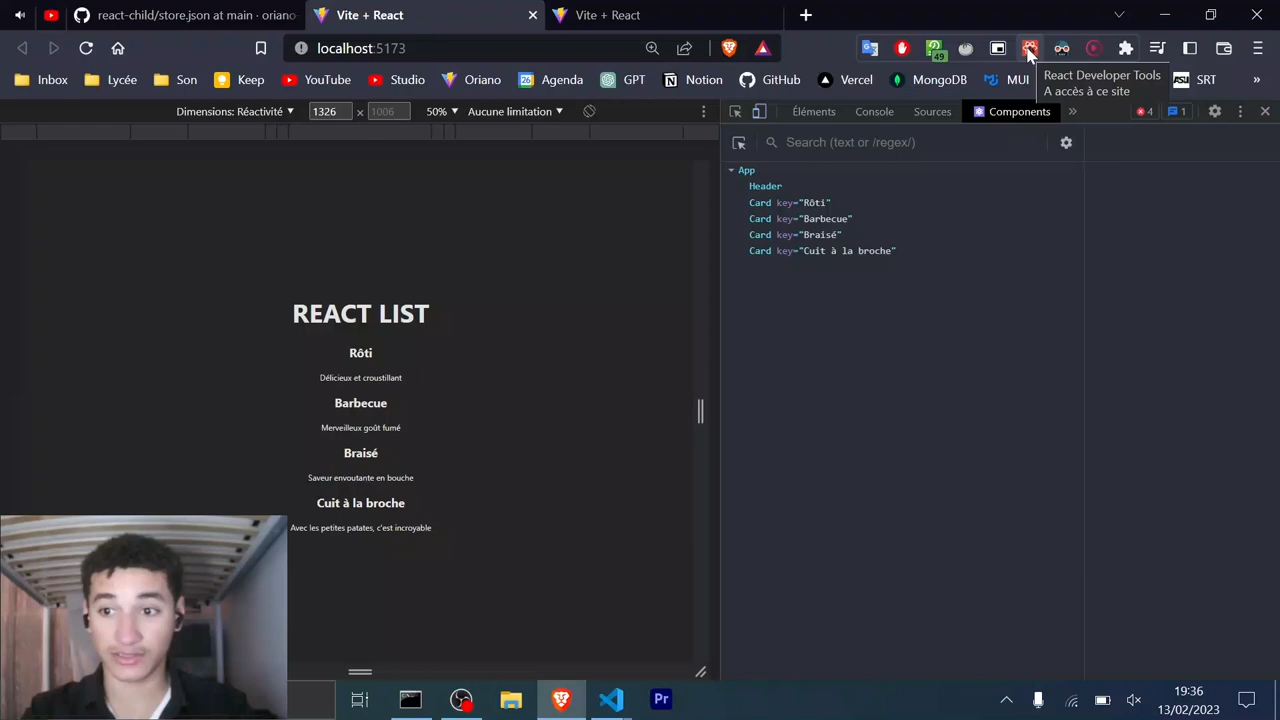 react-child/store.json at main · oriano
Vite + React
Vite + React
localhost:5173
49
Inbox
Lycée
Son
Keep
YouTube
Studio
Oriano
Agenda
GPT
Notion
GitHub
Vercel
MongoDB
MUI
SRT
»
React Developer Tools
A accès à ce site
Dimensions: Réactivité
1326 × 1006
50%
Aucune limitation
Éléments
Console
Sources
Components
»
4
1
Search (text or /regex/)
App
Header
Card key="Rôti"
Card key="Barbecue"
Card key="Braisé"
Card key="Cuit à la broche"
REACT LIST
Rôti
Délicieux et croustillant
Barbecue
Merveilleux goût fumé
Braisé
Saveur envoutante en bouche
Cuit à la broche
Avec les petites patates, c'est incroyable
Pr
19:36
13/02/2023